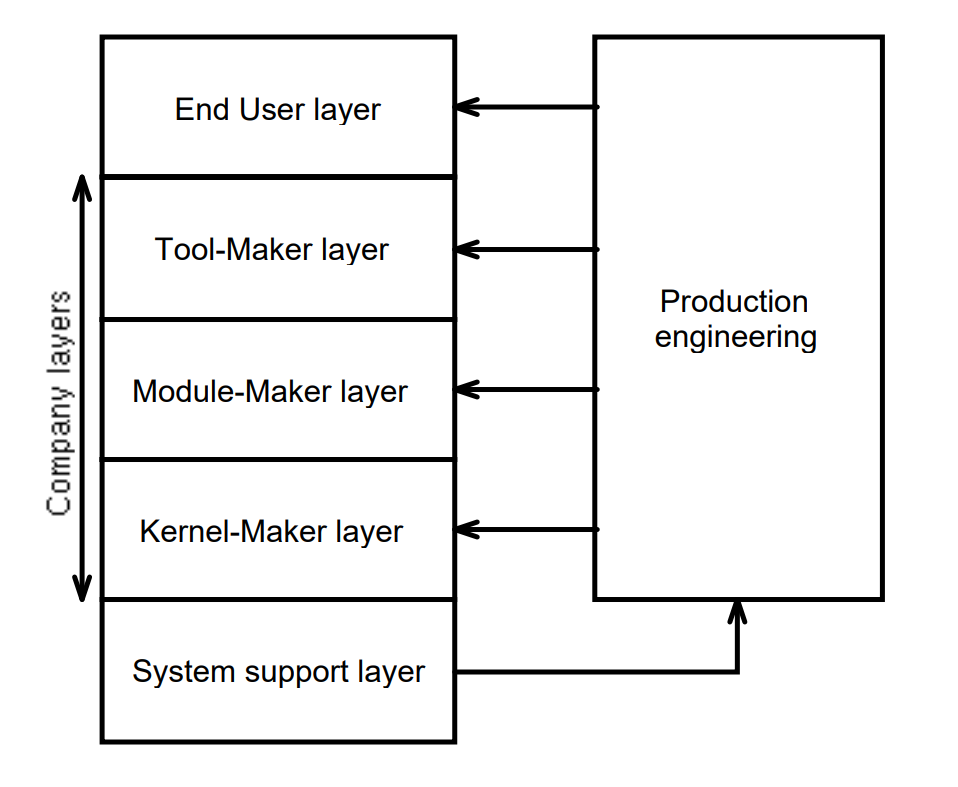 End User layer
Tool-Maker layer
Module-Maker layer
Kernel-Maker layer
System support layer
Company layers
Production
engineering